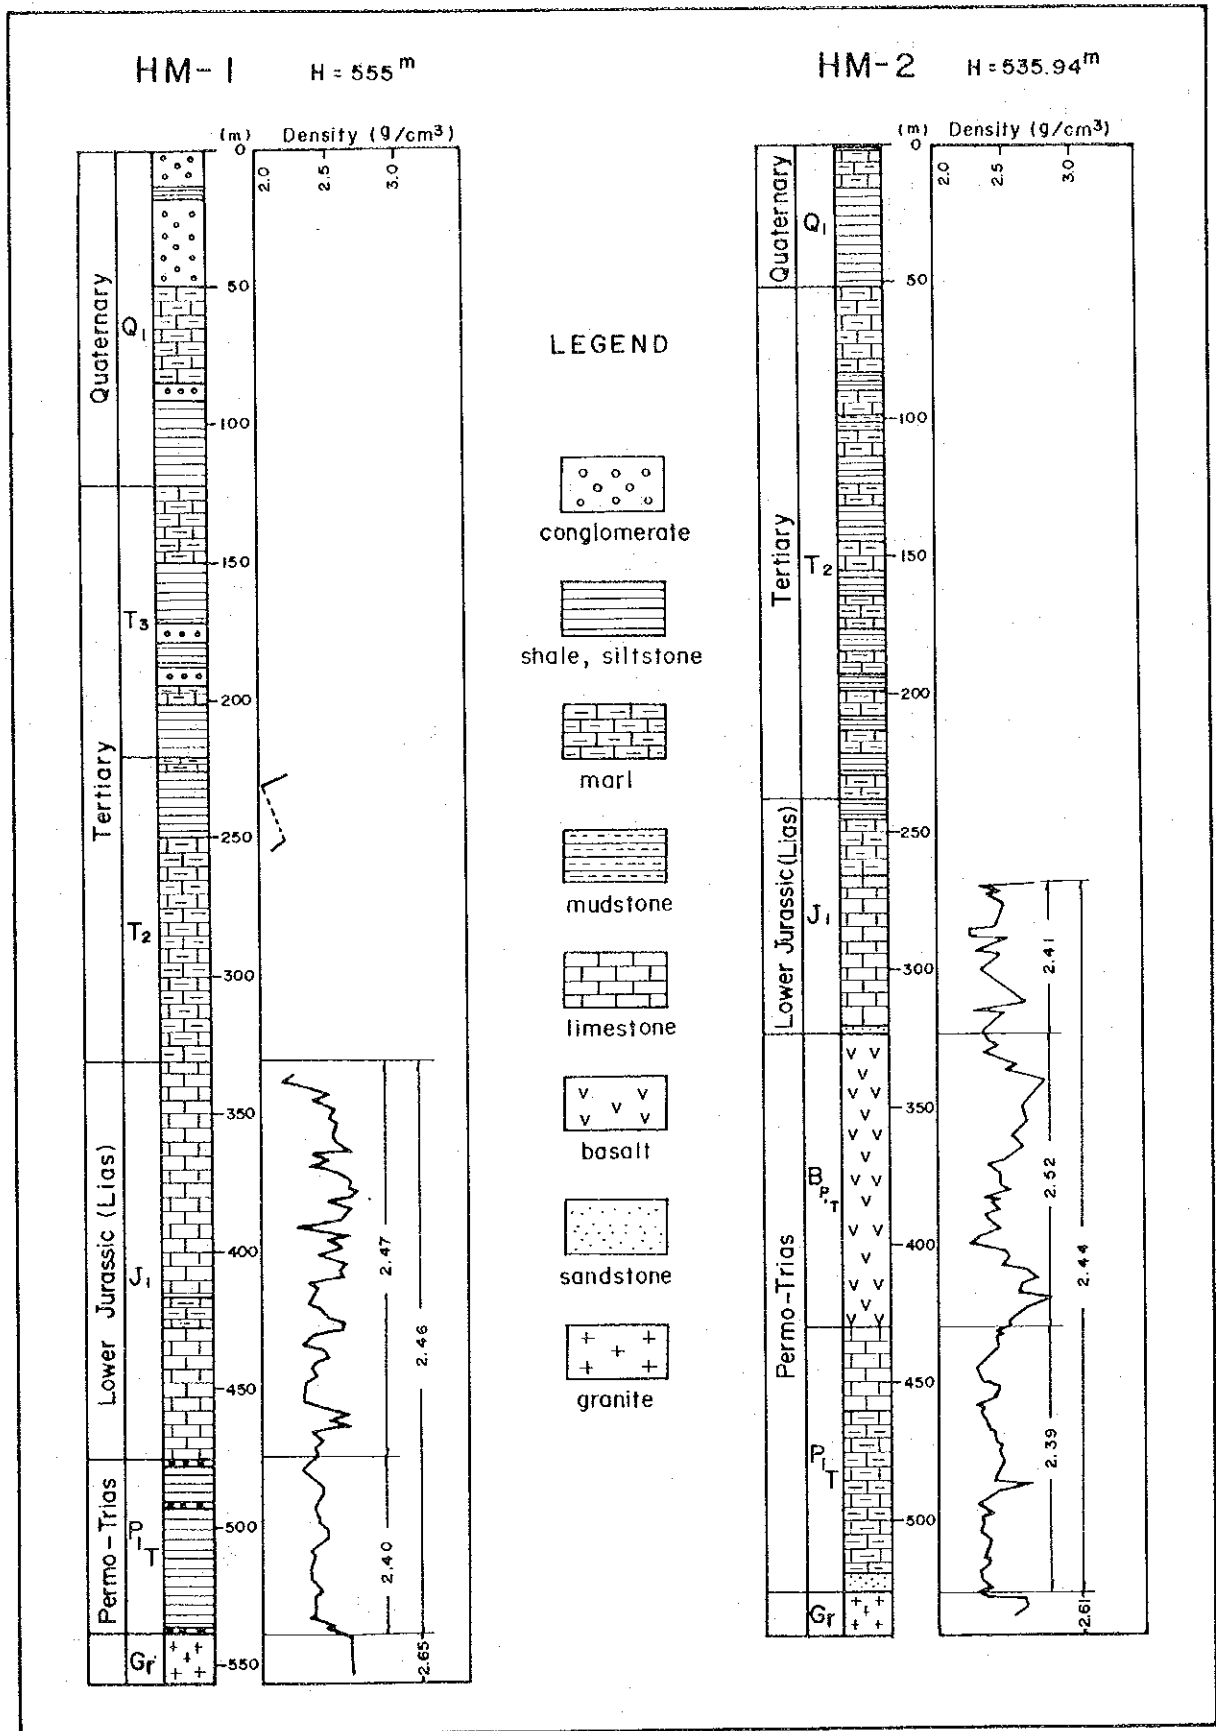 HM-1 H = 555 m
(m) Density (g/cm3)
0
2.0 2.5 3.0
50
100
150
200
250
300
350
400
450
500
550
Quaternary
Q1
Tertiary
T3
T2
Lower Jurassic (Lias)
J1
Permo-Trias
P1T
Gr
2.47
2.46
2.40
2.65
LEGEND
conglomerate
shale, siltstone
marl
mudstone
limestone
basalt
sandstone
granite
HM-2 H = 535.94 m
(m) Density (g/cm3)
0
2.0 2.5 3.0
50
100
150
200
250
300
350
400
450
500
Quaternary
Q1
Tertiary
T2
Lower Jurassic (Lias)
J1
Permo-Trias
BP,T
P1T
Gr
2.41
2.52
2.44
2.39
2.61